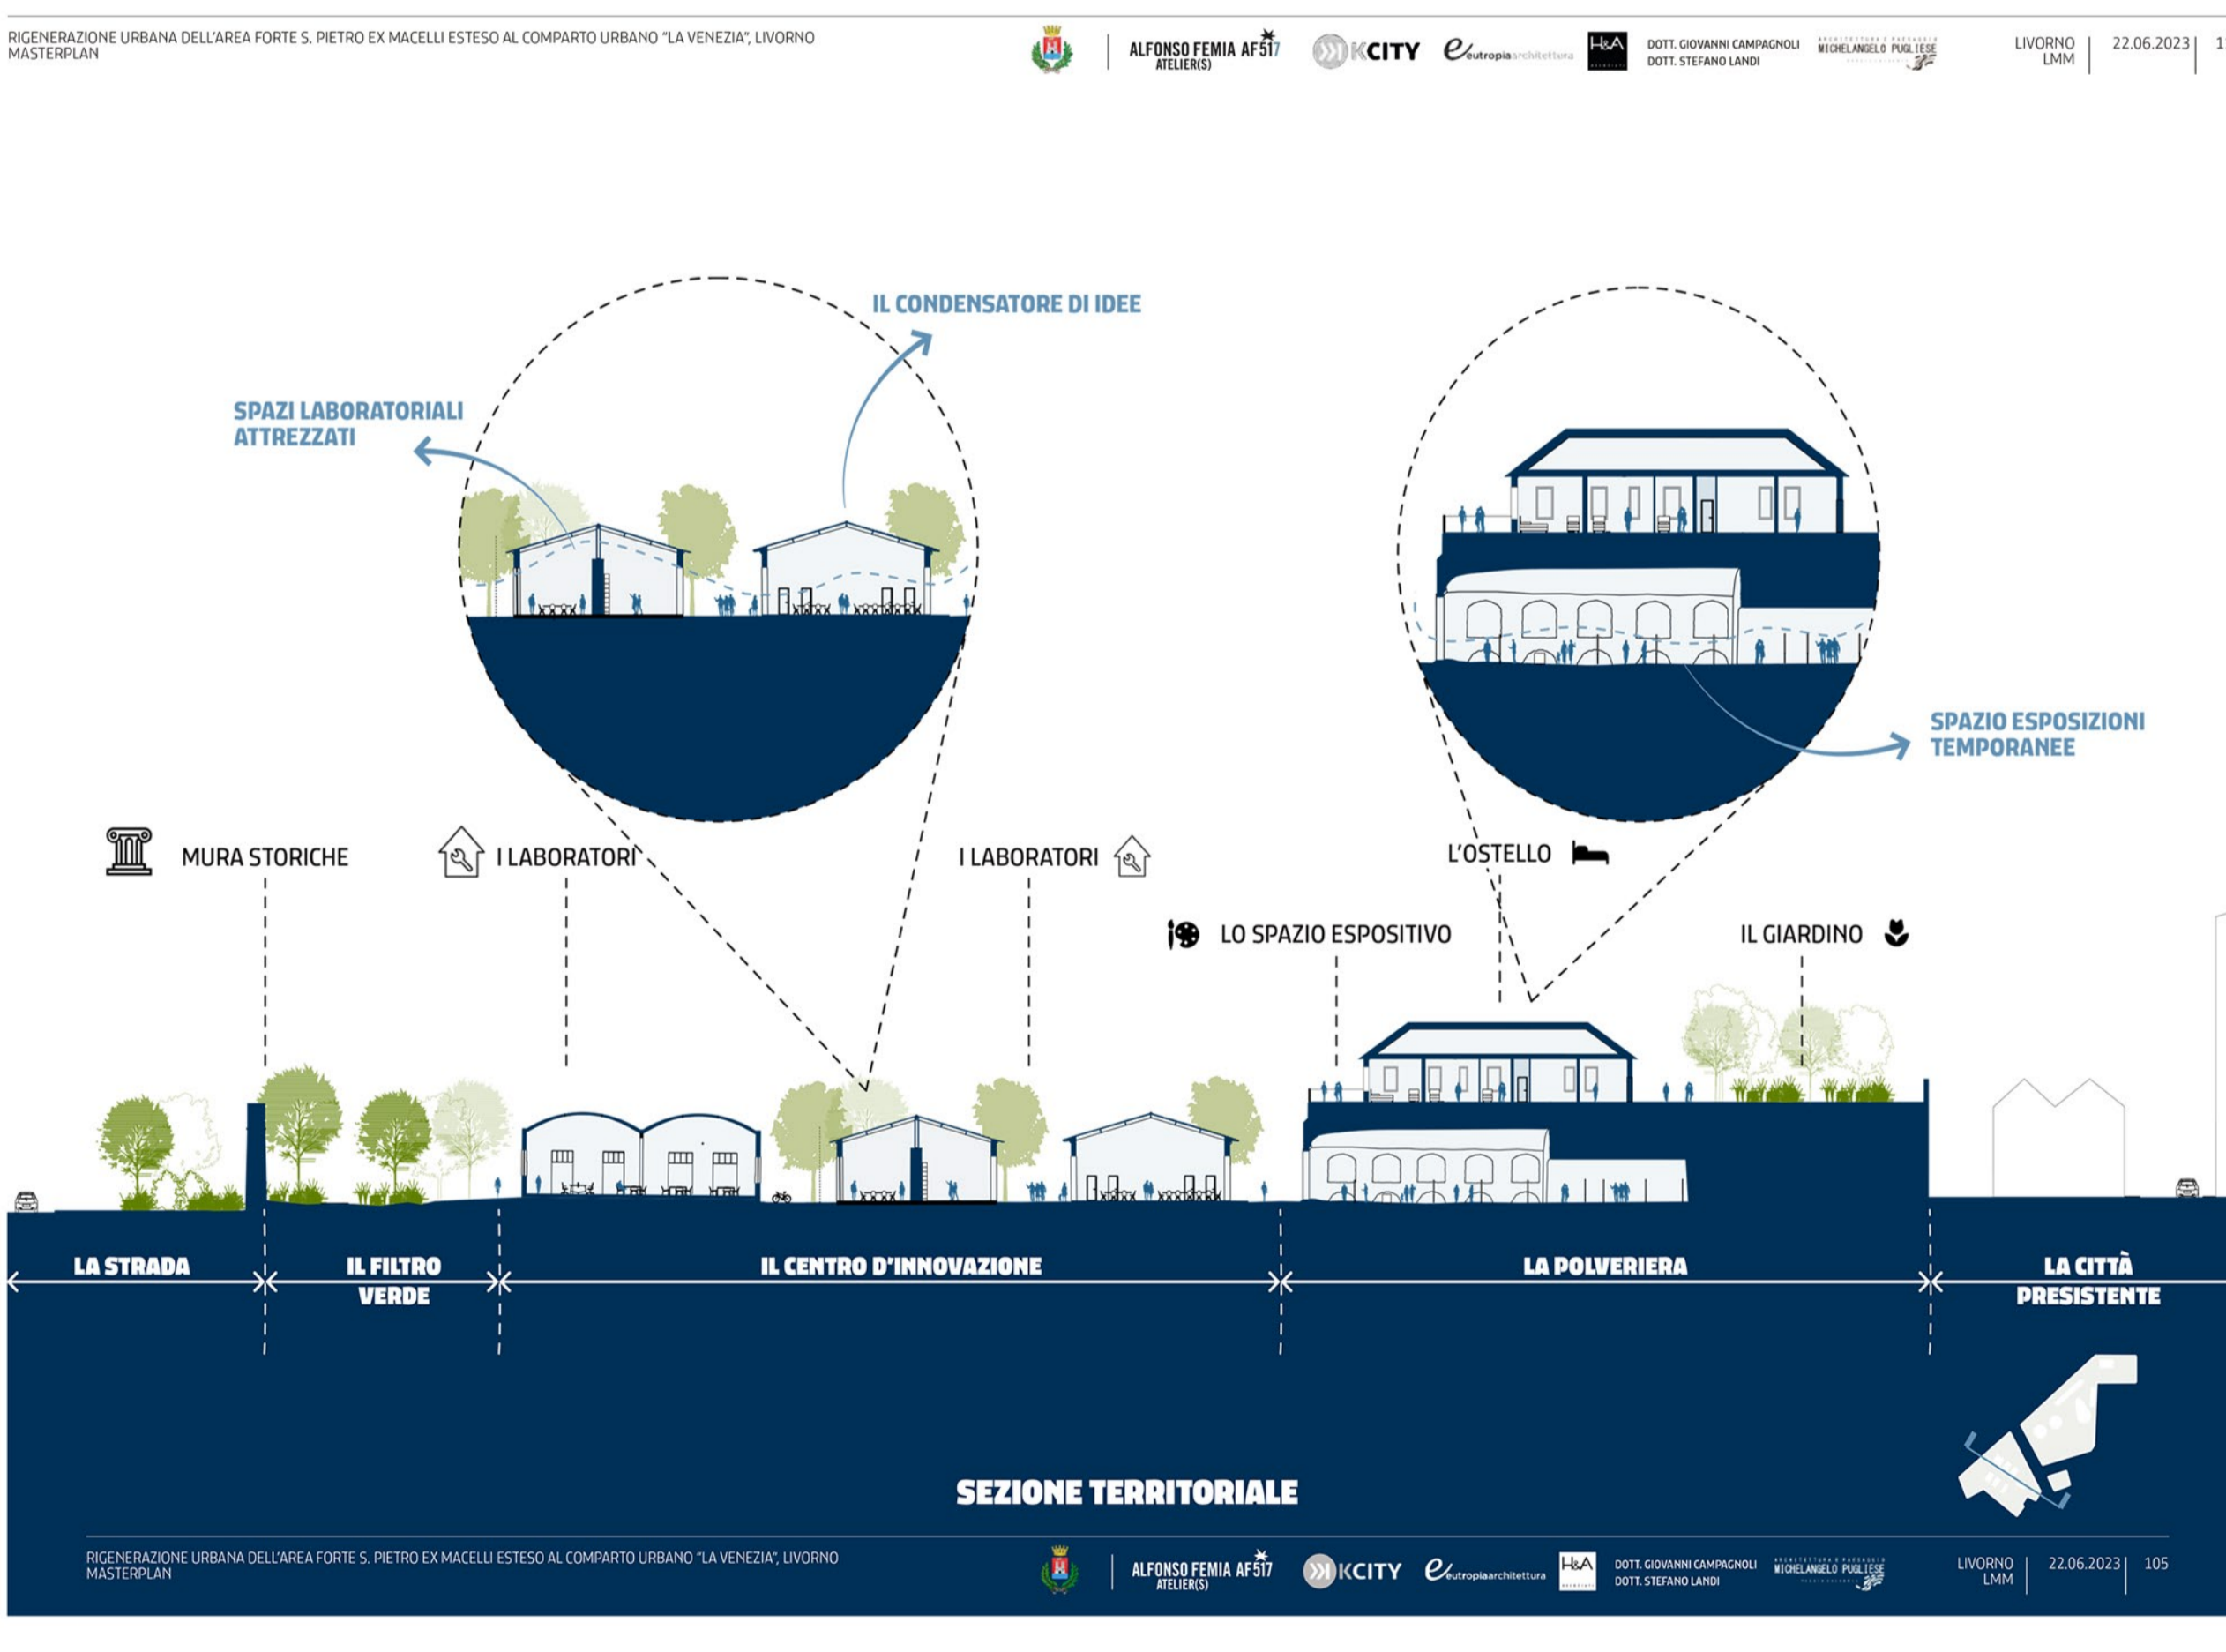 RIGENERAZIONE URBANA DELL'AREA FORTE S. PIETRO EX MACELLI ESTESO AL COMPARTO URBANO "LA VENEZIA", LIVORNO
MASTERPLAN
ALFONSO FEMIA AF517
ATELIER(S)
KCITY
eutropiaarchitettura
H&A
DOTT. GIOVANNI CAMPAGNOLI
DOTT. STEFANO LANDI
ARCHITETTURA E PAESAGGIO
MICHELANGELO PUGLIESE
LIVORNO
LMM
22.06.2023
IL CONDENSATORE DI IDEE
SPAZI LABORATORIALI
ATTREZZATI
SPAZIO ESPOSIZIONI
TEMPORANEE
MURA STORICHE
I LABORATORI
I LABORATORI
L'OSTELLO
LO SPAZIO ESPOSITIVO
IL GIARDINO
LA STRADA
IL FILTRO
VERDE
IL CENTRO D'INNOVAZIONE
LA POLVERIERA
LA CITTÀ
PRESISTENTE
SEZIONE TERRITORIALE
RIGENERAZIONE URBANA DELL'AREA FORTE S. PIETRO EX MACELLI ESTESO AL COMPARTO URBANO "LA VENEZIA", LIVORNO
MASTERPLAN
ALFONSO FEMIA AF517
ATELIER(S)
KCITY
eutropiaarchitettura
H&A
DOTT. GIOVANNI CAMPAGNOLI
DOTT. STEFANO LANDI
ARCHITETTURA E PAESAGGIO
MICHELANGELO PUGLIESE
LIVORNO
LMM
22.06.2023
105